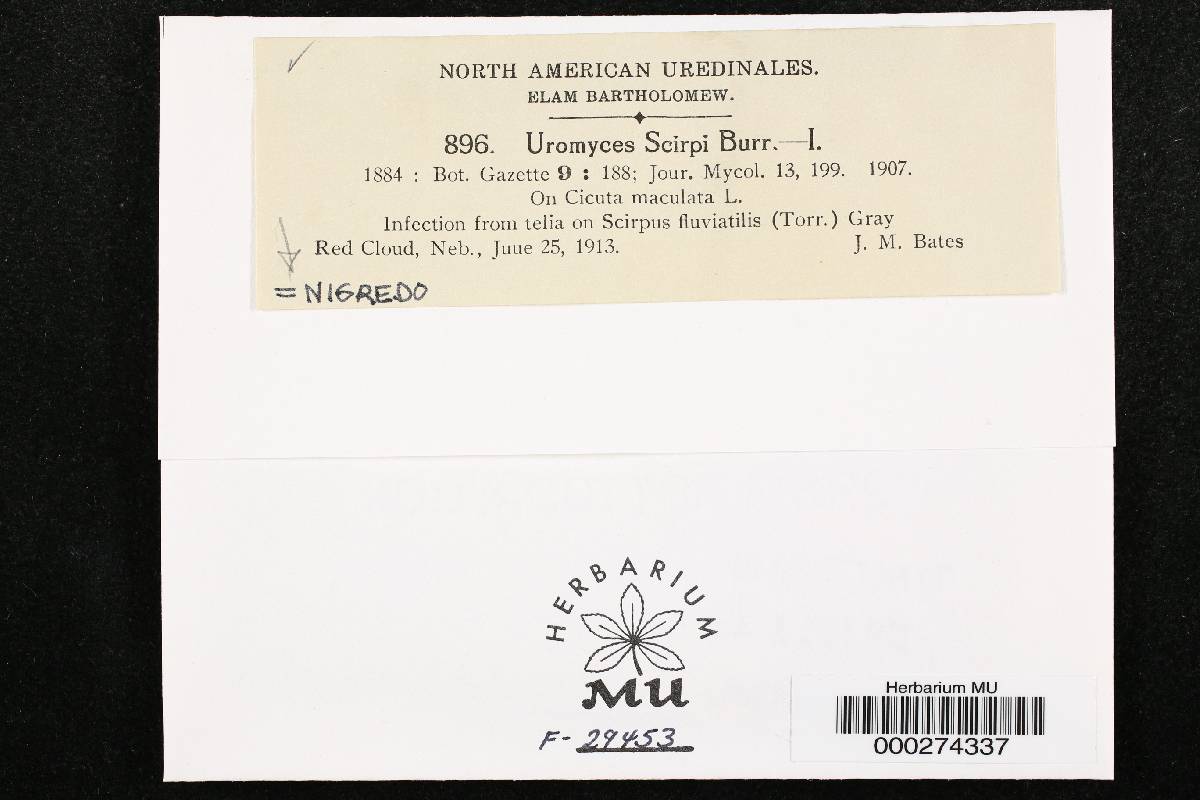 NORTH AMERICAN UREDINALES.
ELAM BARTHOLOMEW.
896. Uromyces Scirpi Burr.—I.
1884 : Bot. Gazette 9 : 188; Jour. Mycol. 13, 199. 1907.
On Cicuta maculata L.
Infection from telia on Scirpus fluviatilis (Torr.) Gray
Red Cloud, Neb., June 25, 1913. J. M. Bates
= NIGREDO
HERBARIUM
MU
F- 29453
Herbarium MU
000274337